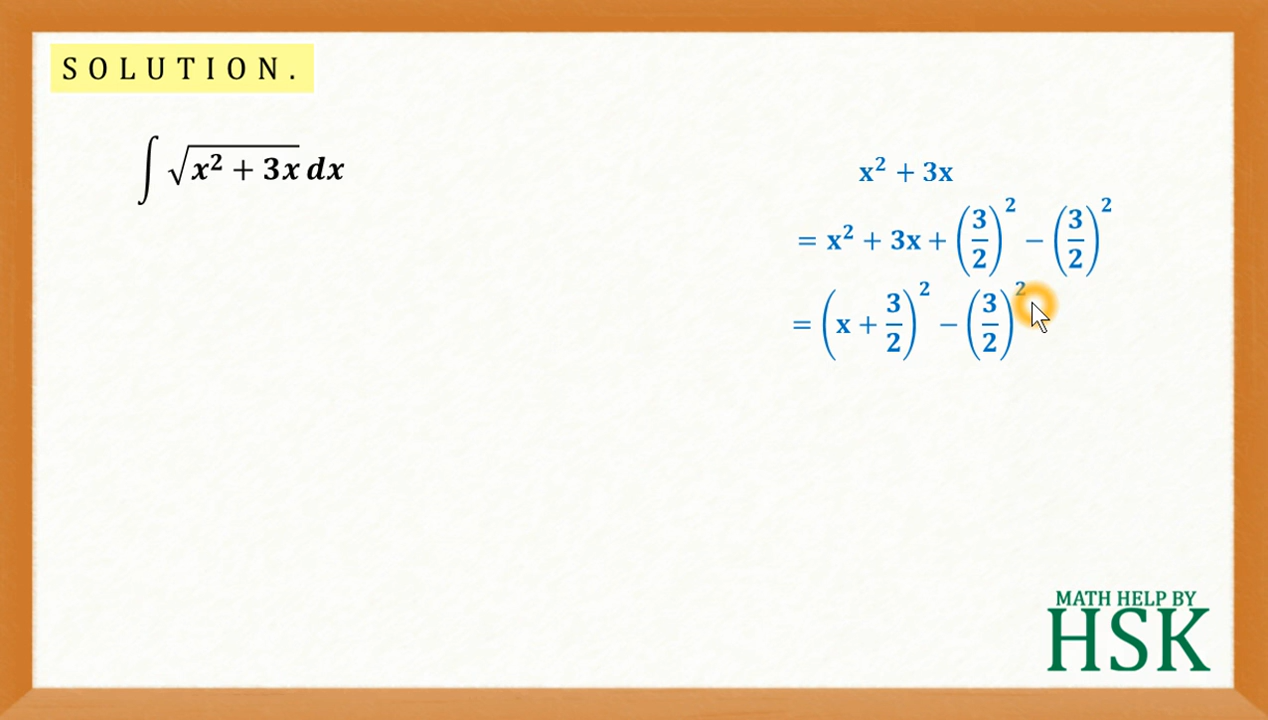 SOLUTION.
∫ √(x² + 3x) dx
x² + 3x
= x² + 3x + (3/2)² − (3/2)²
= (x + 3/2)² − (3/2)²
MATH HELP BY
HSK